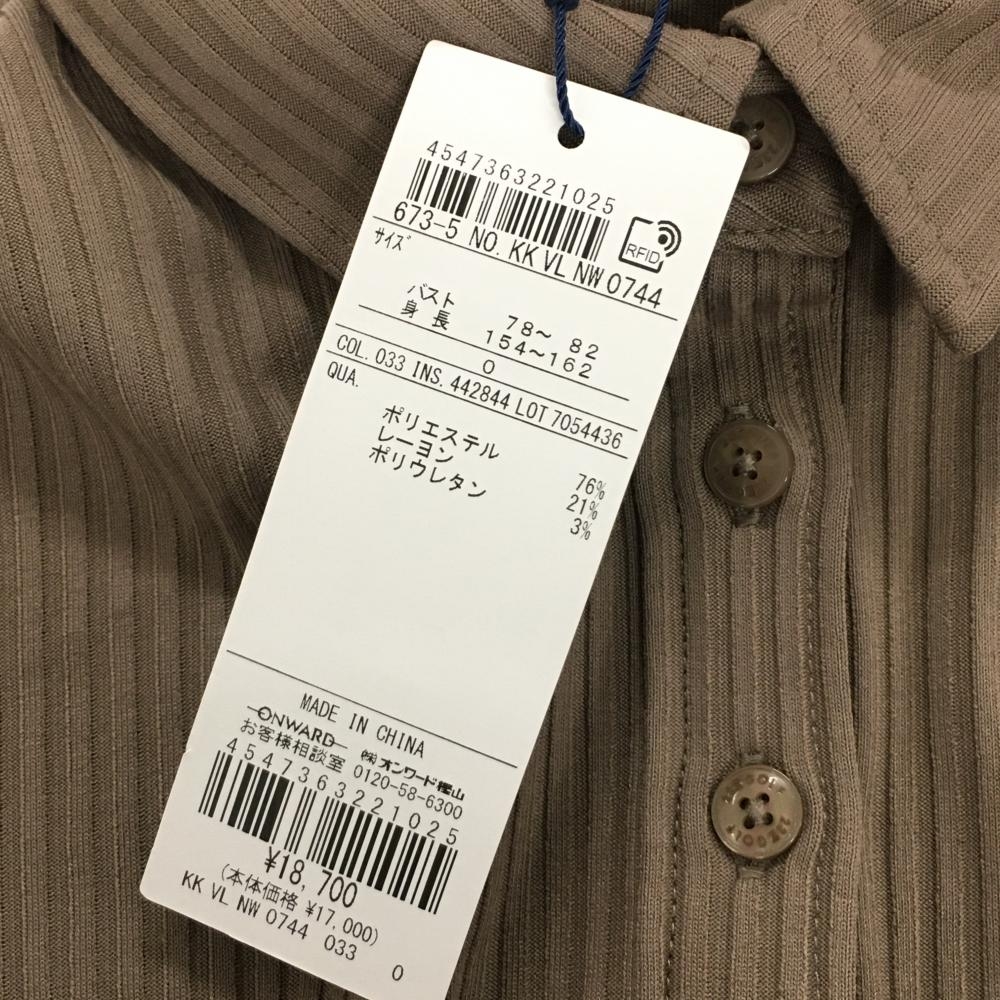 4547363221025
673-5 NO. KK VL NW 0744
RFID
サイズ
バスト 78~ 82
身 長 154~162
0
COL. 033 INS. 442844 LOT 7054436
QUA.
ポリエステル 76%
レーヨン 21%
ポリウレタン 3%
MADE IN CHINA
ONWARD ㈱オンワード樫山
お客様相談室 0120-58-6300
4547363221025
¥18,700
(本体価格 ¥17,000)
KK VL NW 0744 033 0